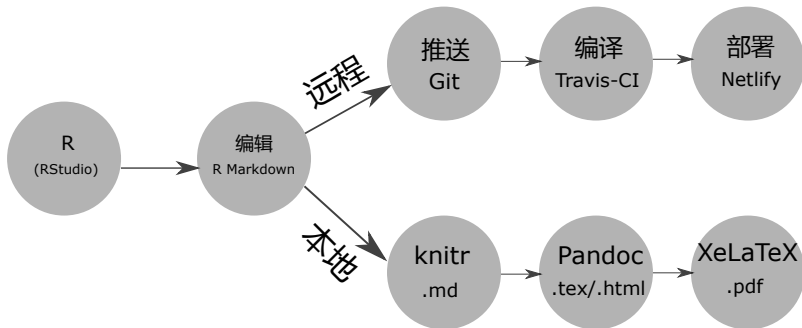 R
(RStudio)
编辑
R Markdown
远程
推送
Git
编译
Travis-CI
部署
Netlify
本地
knitr
.md
Pandoc
.tex/.html
XeLaTeX
.pdf